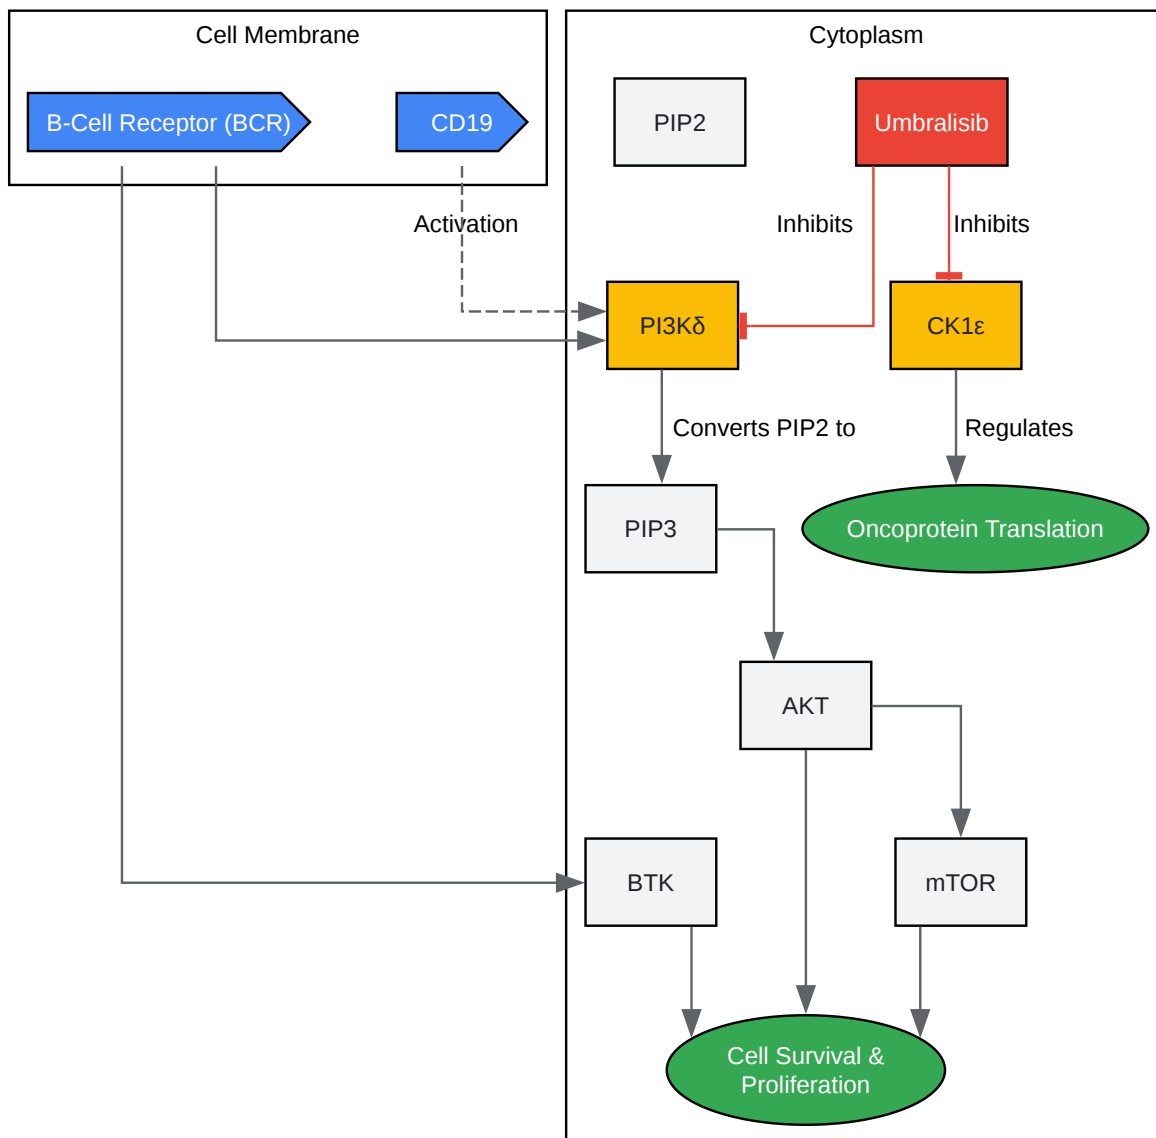 Cell Membrane
Cytoplasm
B-Cell Receptor (BCR)
CD19
PIP2
Umbralisib
Activation
Inhibits
Inhibits
PI3Kδ
CK1ε
Converts PIP2 to
Regulates
PIP3
Oncoprotein Translation
AKT
BTK
mTOR
Cell Survival &
Proliferation